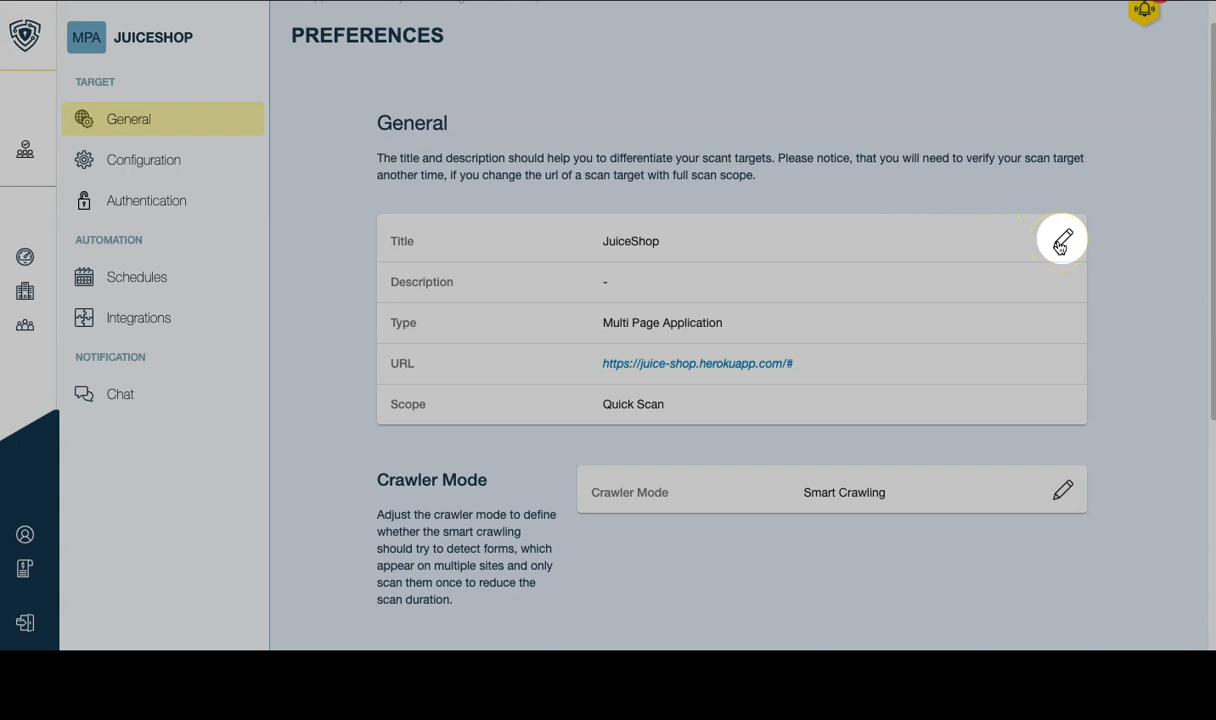 MPA JUICESHOP
TARGET
General
Configuration
Authentication
AUTOMATION
Schedules
Integrations
NOTIFICATION
Chat
PREFERENCES
General
The title and description should help you to differentiate your scant targets. Please notice, that you will need to verify your scan target
another time, if you change the url of a scan target with full scan scope.
Title JuiceShop
Description -
Type Multi Page Application
URL https://juice-shop.herokuapp.com/#
Scope Quick Scan
Crawler Mode
Adjust the crawler mode to define
whether the smart crawling
should try to detect forms, which
appear on multiple sites and only
scan them once to reduce the
scan duration.
Crawler Mode Smart Crawling